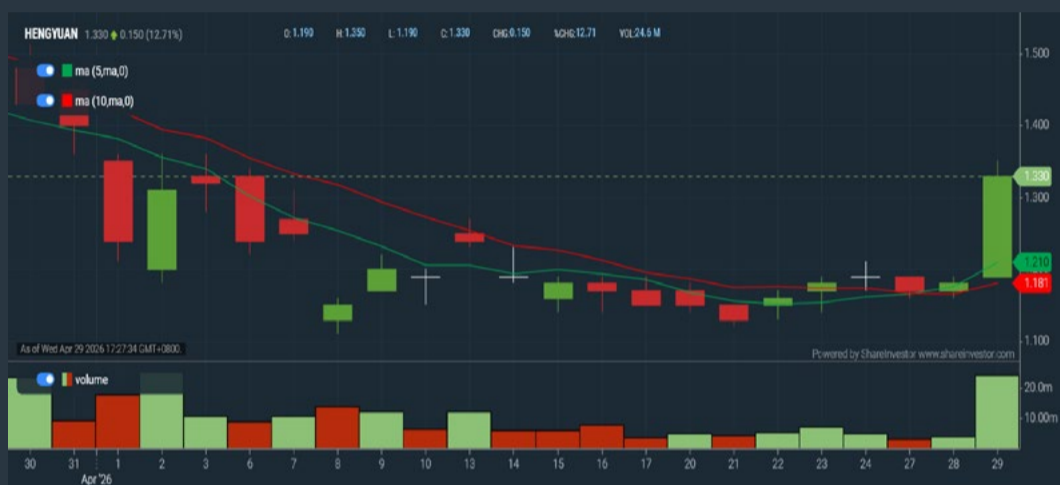 HENGYUAN 1.330 0.150 (12.71%) O: 1.190 H: 1.350 L: 1.190 C: 1.330 CHG:0.150 %CHG:12.71 VOL:24.6 M
ma (5,ma,0)
ma (10,ma,0)
1.500
1.400
1.330
1.300
1.210
1.181
1.100
As of Wed Apr 29 2026 17:27:34 GMT+0800.
Powered by ShareInvestor www.shareinvestor.com
volume
20.0m
10.00m
30 31 1 2 3 6 7 8 9 10 13 14 15 16 17 20 21 22 23 24 27 28 29
Apr '26